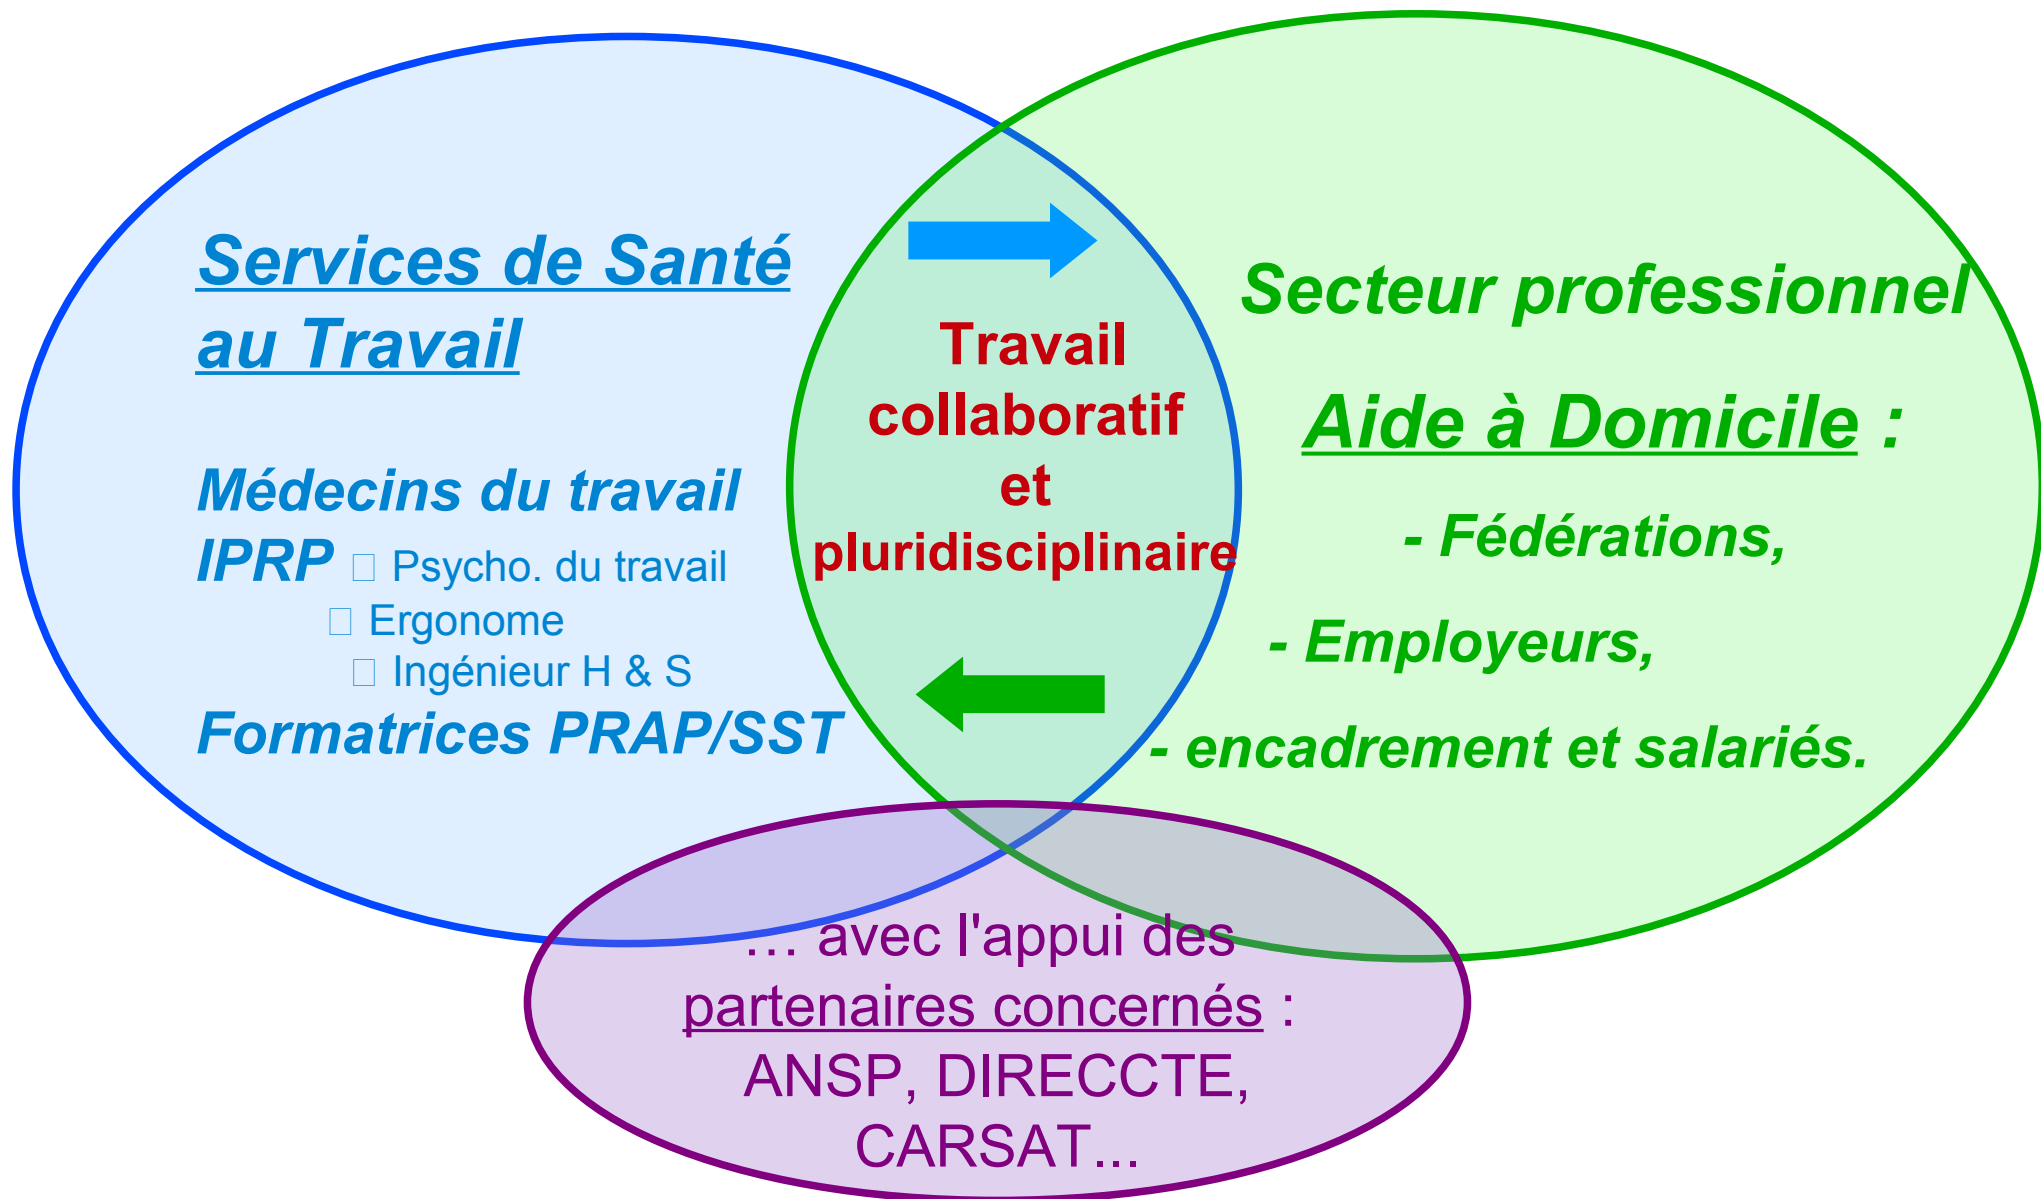 Services de Santé
au Travail
Médecins du travail
IPRP □ Psycho. du travail
□ Ergonome
□ Ingénieur H & S
Formatrices PRAP/SST
Travail
collaboratif
et
pluridisciplinaire
Secteur professionnel
Aide à Domicile :
- Fédérations,
- Employeurs,
- encadrement et salariés.
… avec l'appui des
partenaires concernés :
ANSP, DIRECCTE,
CARSAT...